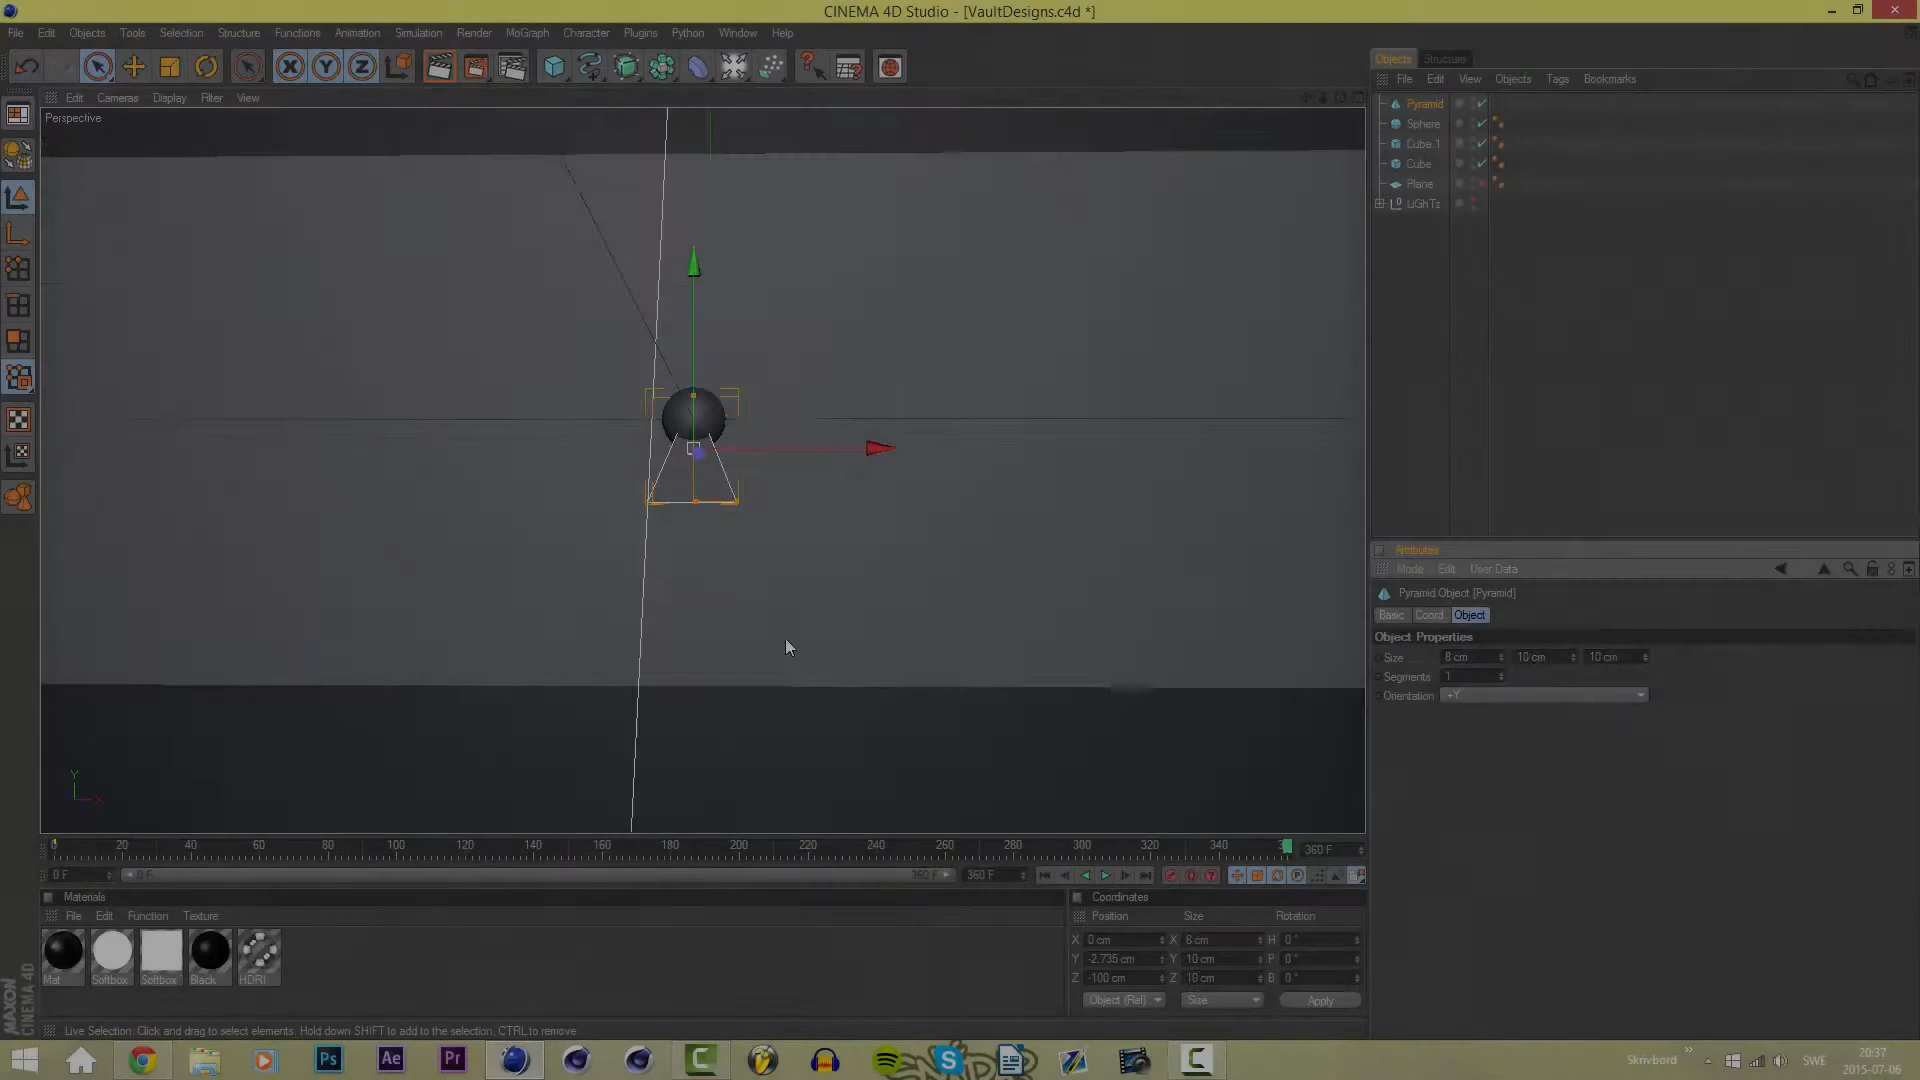 CINEMA 4D Studio - [VaultDesigns.c4d *]
File Edit Objects Tools Selection Structure Functions Animation Simulation Render MoGraph Character Plugins Python Window Help
Objects Structure
File Edit View Objects Tags Bookmarks
Edit Cameras Display Filter View
Perspective
Pyramid
Sphere
Cube.1
Cube
Plane
LiGhTz
Attributes
Mode Edit User Data
Pyramid Object [Pyramid]
Basic Coord. Object
Object Properties
Size 8 cm 10 cm 10 cm
Segments 1
Orientation +Y
Y
X
0 20 40 60 80 100 120 140 160 180 200 220 240 260 280 300 320 340 360 F
0 F 0 F 360 F 360 F
Materials
File Edit Function Texture
Mat Softbox Softbox Black HDRI
Coordinates
Position Size Rotation
X 0 cm X 8 cm H 0 °
Y -2.735 cm Y 10 cm P 0 °
Z -100 cm Z 10 cm B 0 °
Object (Rel) Size Apply
MAXON CINEMA 4D
Live Selection: Click and drag to select elements. Hold down SHIFT to add to the selection, CTRL to remove
Ps Ae Pr
Skrivbord
SWE
20:37
2015-07-06